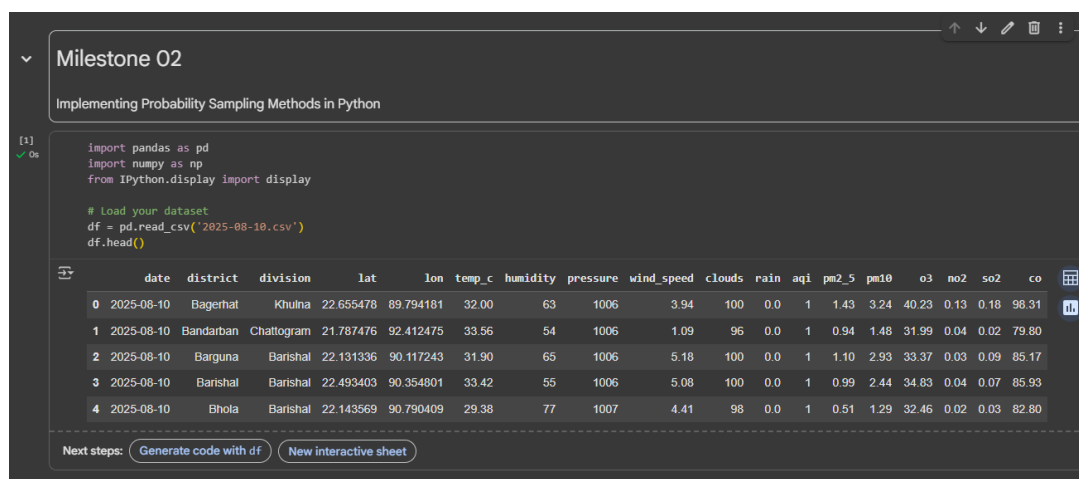 Milestone 02
Implementing Probability Sampling Methods in Python
[1]
0s
import pandas as pd
import numpy as np
from IPython.display import display
# Load your dataset
df = pd.read_csv('2025-08-10.csv')
df.head()
date district division lat lon temp_c humidity pressure wind_speed clouds rain aqi pm2_5 pm10 o3 no2 so2 co
0 2025-08-10 Bagerhat Khulna 22.655478 89.794181 32.00 63 1006 3.94 100 0.0 1 1.43 3.24 40.23 0.13 0.18 98.31
1 2025-08-10 Bandarban Chattogram 21.787476 92.412475 33.56 54 1006 1.09 96 0.0 1 0.94 1.48 31.99 0.04 0.02 79.80
2 2025-08-10 Barguna Barishal 22.131336 90.117243 31.90 65 1006 5.18 100 0.0 1 1.10 2.93 33.37 0.03 0.09 85.17
3 2025-08-10 Barishal Barishal 22.493403 90.354801 33.42 55 1006 5.08 100 0.0 1 0.99 2.44 34.83 0.04 0.07 85.93
4 2025-08-10 Bhola Barishal 22.143569 90.790409 29.38 77 1007 4.41 98 0.0 1 0.51 1.29 32.46 0.02 0.03 82.80
Next steps: Generate code with df New interactive sheet